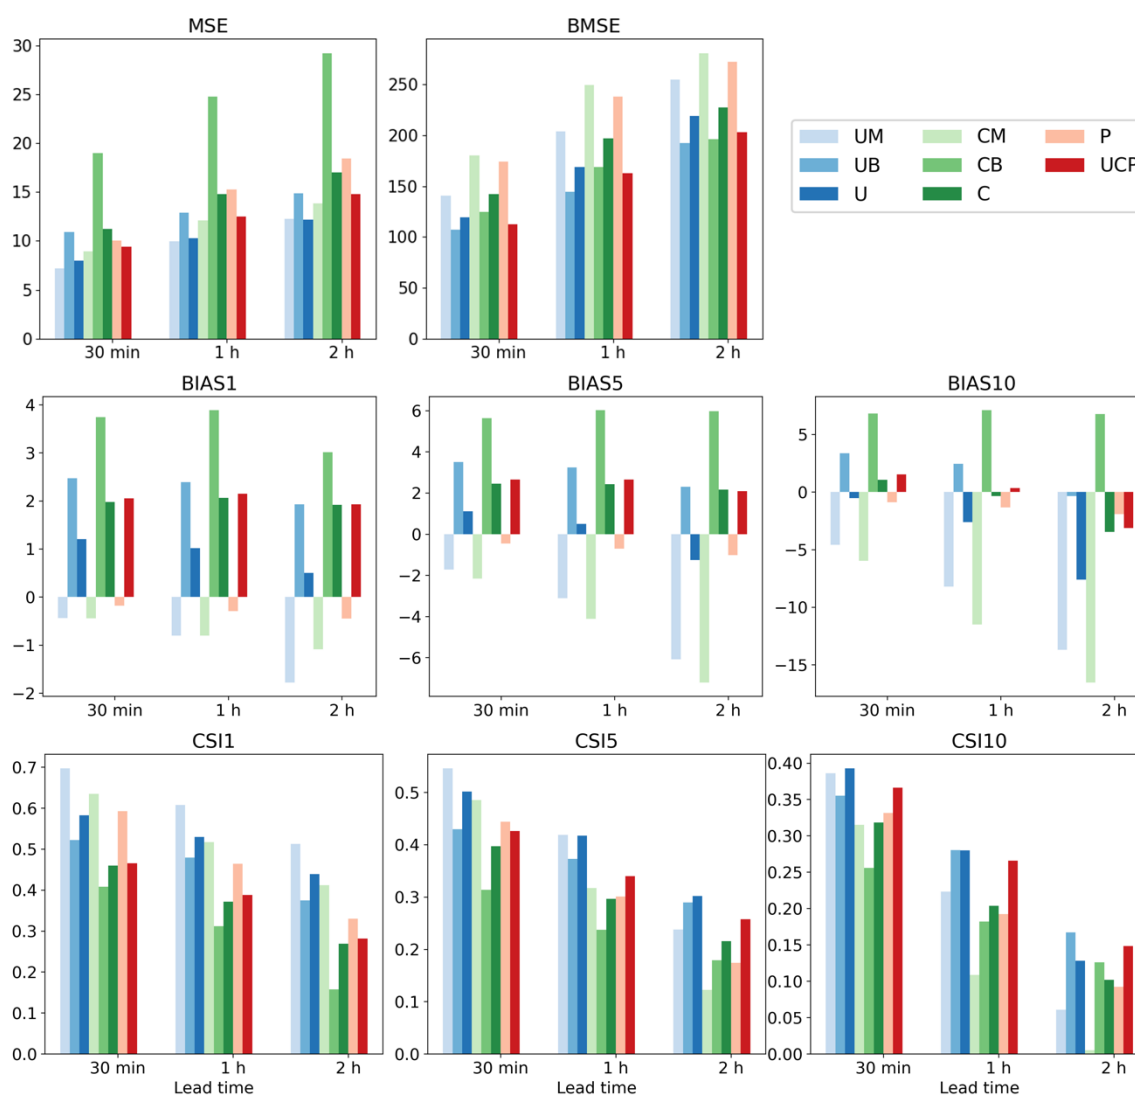 MSE
BMSE
30
25
20
15
10
5
0
30 min
1 h
2 h
250
200
150
100
50
0
30 min
1 h
2 h
UM
CM
P
UB
CB
UCP
U
C
BIAS1
BIAS5
BIAS10
4
3
2
1
0
−1
−2
30 min
1 h
2 h
6
4
2
0
−2
−4
−6
30 min
1 h
2 h
5
0
−5
−10
−15
30 min
1 h
2 h
CSI1
CSI5
CSI10
0.7
0.6
0.5
0.4
0.3
0.2
0.1
0.0
30 min
1 h
2 h
Lead time
0.5
0.4
0.3
0.2
0.1
0.0
30 min
1 h
2 h
Lead time
0.40
0.35
0.30
0.25
0.20
0.15
0.10
0.05
0.00
30 min
1 h
2 h
Lead time